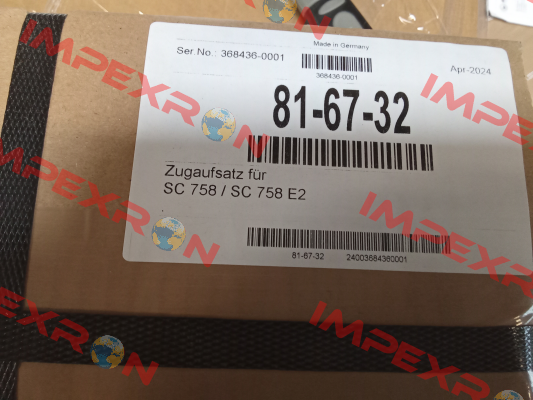 Made in Germany
Ser.No.: 368436-0001
Apr-2024
368436-0001
81-67-32
Zugaufsatz für
SC 758 / SC 758 E2
81-67-32 24003684360001
IMPEXRON
IMPEXRON
IMPEXRON
IMPEXRON
IMPEXRON